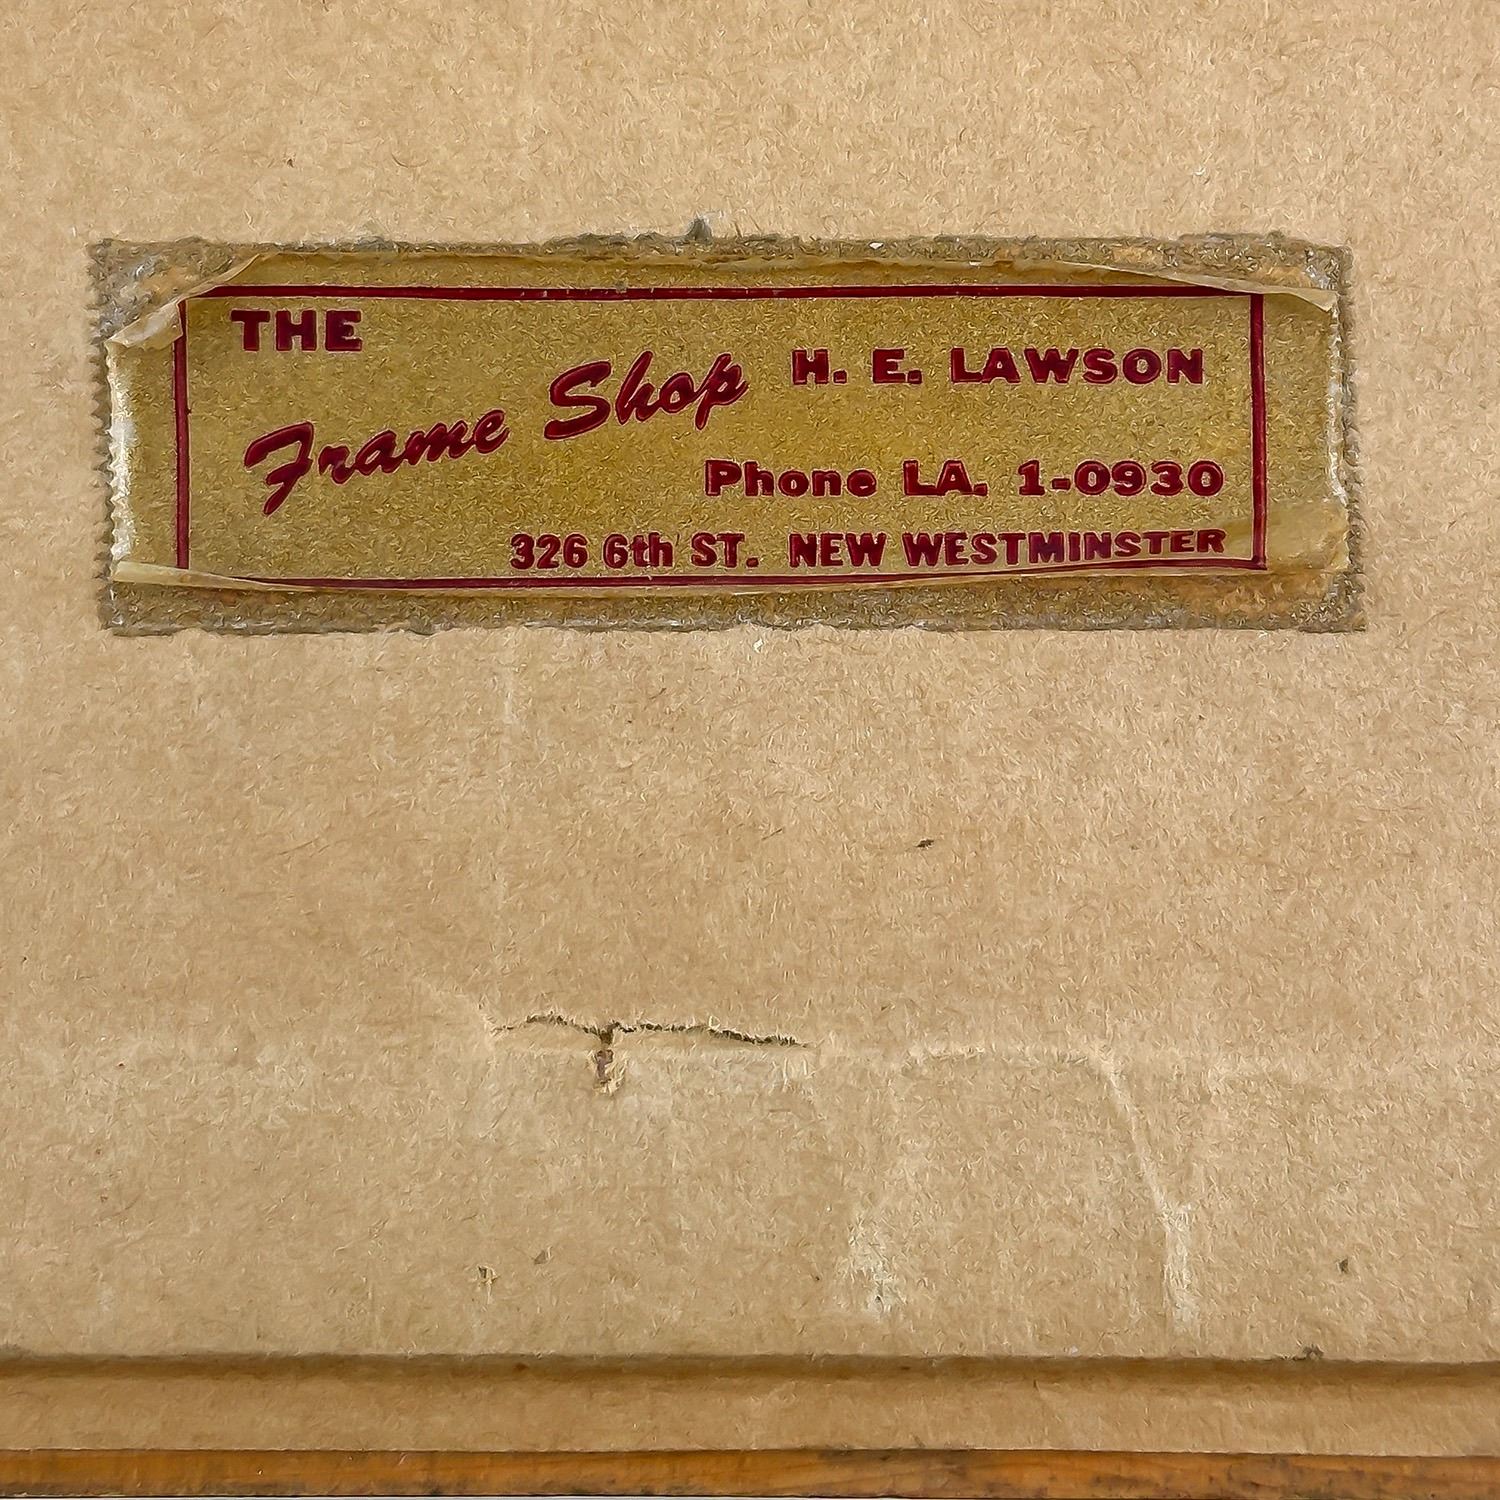 THE
Frame Shop
H. E. LAWSON
Phone LA. 1-0930
326 6th ST. NEW WESTMINSTER